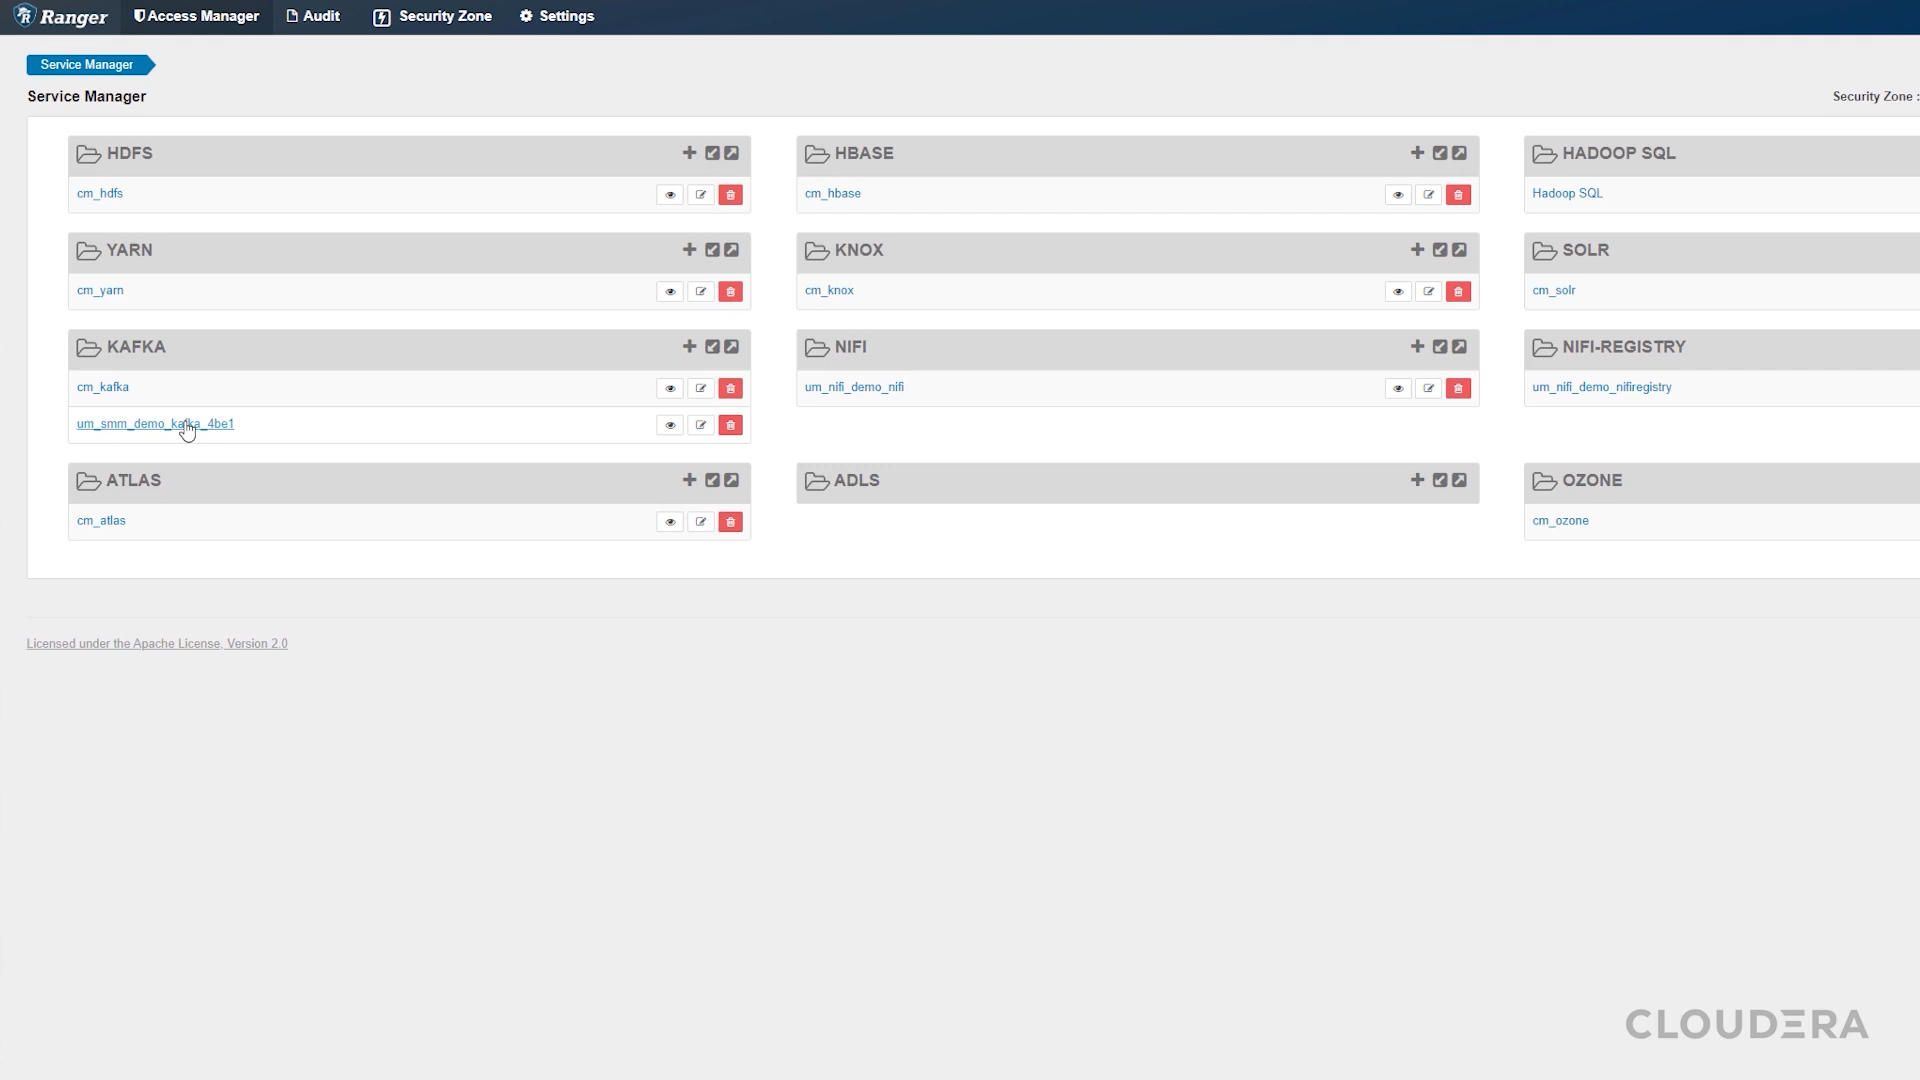 Ranger Access Manager Audit Security Zone Settings
Service Manager
Service Manager Security Zone :
HDFS HBASE HADOOP SQL
cm_hdfs cm_hbase Hadoop SQL
YARN KNOX SOLR
cm_yarn cm_knox cm_solr
KAFKA NIFI NIFI-REGISTRY
cm_kafka um_nifi_demo_nifi um_nifi_demo_nifiregistry
um_smm_demo_kafka_4be1
ATLAS ADLS OZONE
cm_atlas cm_ozone
Licensed under the Apache License, Version 2.0
CLOUDERA